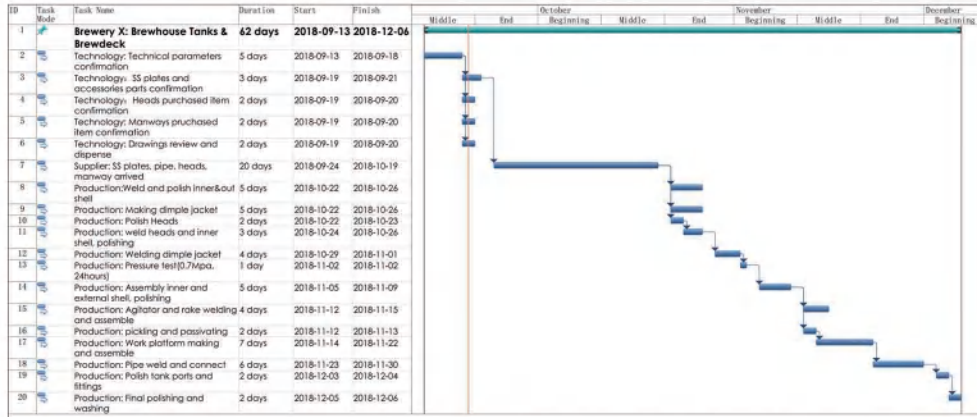 ID Task Mode Task Name Duration Start Finish October November December
Middle End Beginning Middle End Beginning Middle End Beginning
1 Brewery X: Brewhouse Tanks & Brewdeck 62 days 2018-09-13 2018-12-06
2 Technology: Technical parameters confirmation 5 days 2018-09-13 2018-09-18
3 Technology: SS plates and accessories parts confirmation 3 days 2018-09-19 2018-09-21
4 Technology: Heads purchased item confirmation 2 days 2018-09-19 2018-09-20
5 Technology: Manways pruchased item confirmation 2 days 2018-09-19 2018-09-20
6 Technology: Drawings review and dispense 2 days 2018-09-19 2018-09-20
7 Supplier: SS plates, pipe, heads, manway arrived 20 days 2018-09-24 2018-10-19
8 Production:Weld and polish inner&out shell 5 days 2018-10-22 2018-10-26
9 Production: Making dimple jacket 5 days 2018-10-22 2018-10-26
10 Production: Polish Heads 2 days 2018-10-22 2018-10-23
11 Production: weld heads and inner shell, polishing 3 days 2018-10-24 2018-10-26
12 Production: Welding dimple jacket 4 days 2018-10-29 2018-11-01
13 Production: Pressure test(0.7Mpa, 24hours) 1 day 2018-11-02 2018-11-02
14 Production: Assembly inner and external shell, polishing 5 days 2018-11-05 2018-11-09
15 Production: Agitator and rake welding and assemble 4 days 2018-11-12 2018-11-15
16 Production: pickling and passivating 2 days 2018-11-12 2018-11-13
17 Production: Work platform making and assemble 7 days 2018-11-14 2018-11-22
18 Production: Pipe weld and connect 6 days 2018-11-23 2018-11-30
19 Production: Polish tank ports and fittings 2 days 2018-12-03 2018-12-04
20 Production: Final polishing and washing 2 days 2018-12-05 2018-12-06